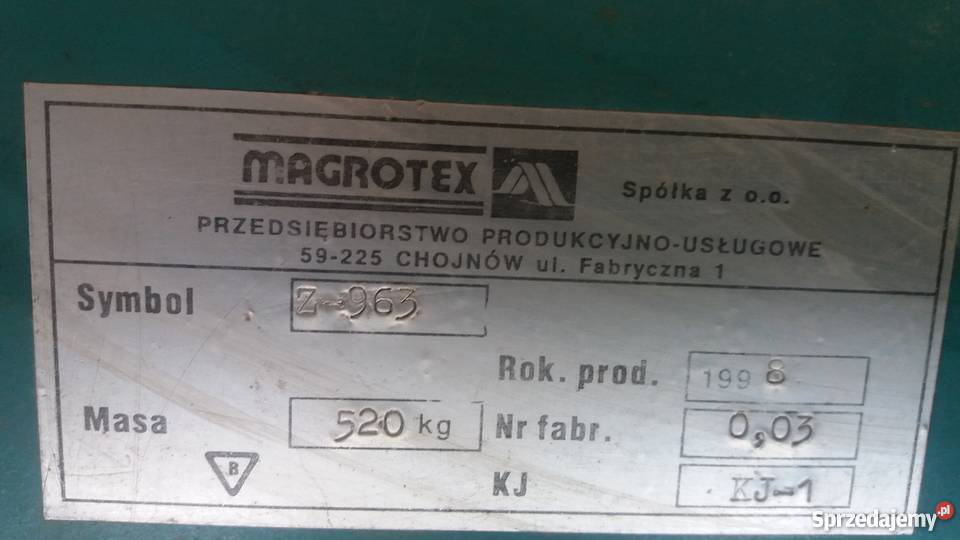 MAGROTEX
Spółka z o.o.
PRZEDSIĘBIORSTWO PRODUKCYJNO-USŁUGOWE
59-225 CHOJNÓW ul. Fabryczna 1
Symbol Z-963
Rok. prod. 1998
Masa 520 kg
Nr fabr. 0,03
B
KJ KJ-1
Sprzedajemy.pl